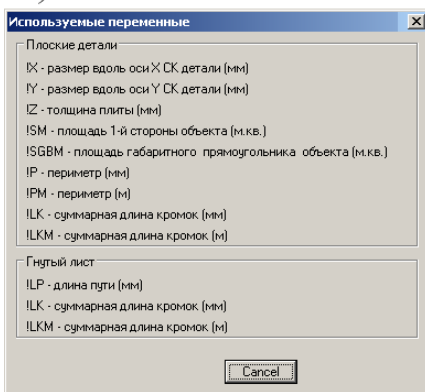 Используемые переменные
Плоские детали
!X - размер вдоль оси X СК детали (мм)
!Y - размер вдоль оси Y СК детали (мм)
!Z - толщина плиты (мм)
!SM - площадь 1-й стороны объекта (м.кв.)
!SGBM - площадь габаритного прямоугольника объекта (м.кв.)
!P - периметр (мм)
!PM - периметр (м)
!LK - суммарная длина кромок (мм)
!LKM - суммарная длина кромок (м)
Гнутый лист
!LP - длина пути (мм)
!LK - суммарная длина кромок (мм)
!LKM - суммарная длина кромок (м)
Cancel